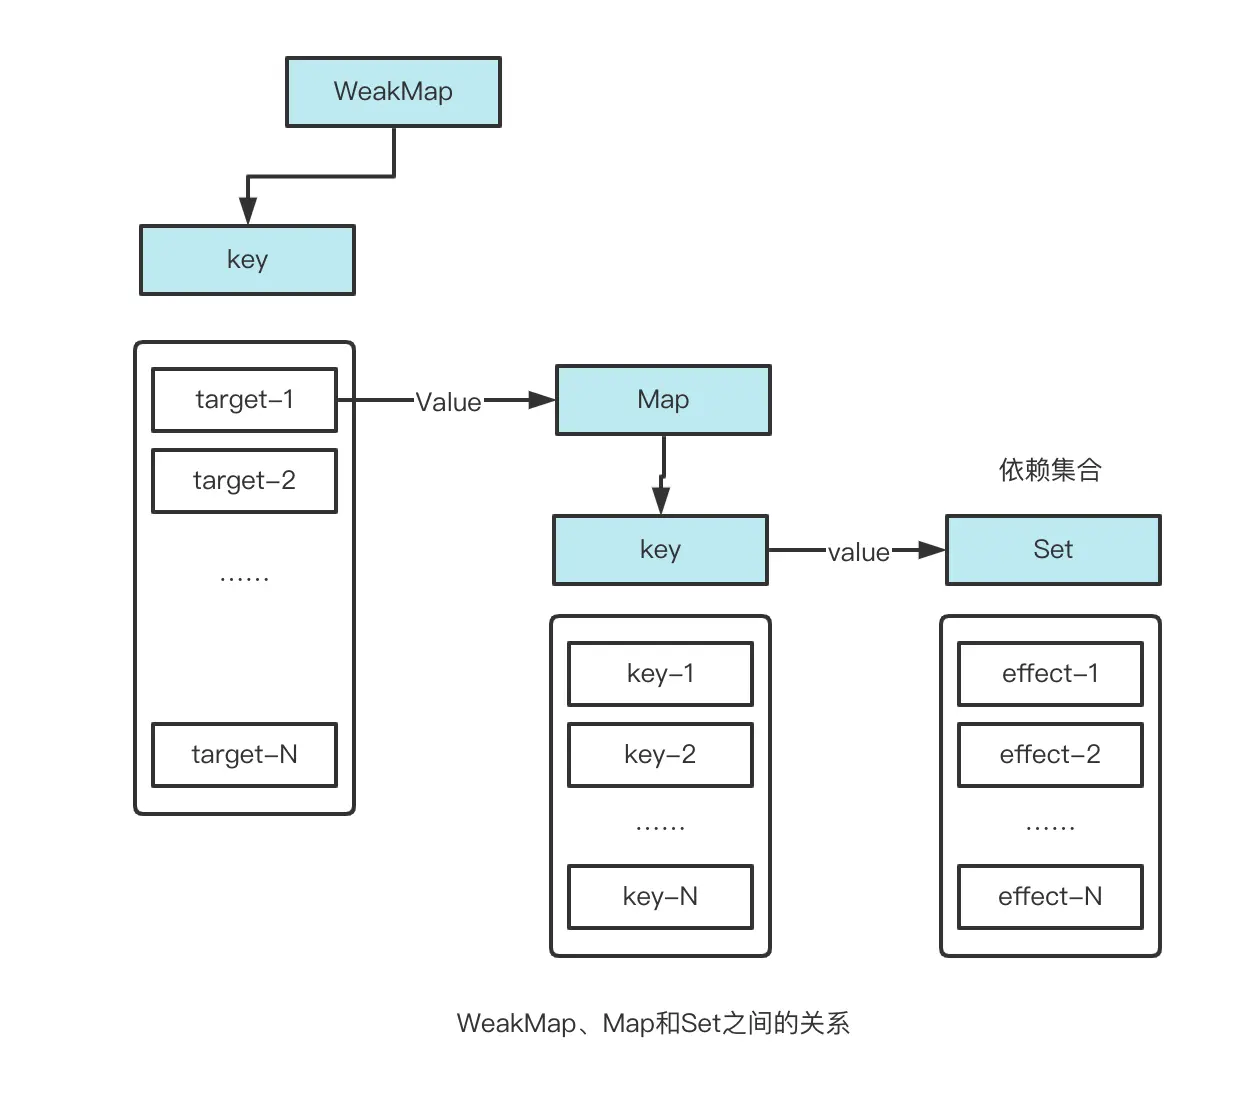 WeakMap
key
target-1
Value
Map
target-2
依赖集合
key
value
Set
……
key-1
effect-1
target-N
key-2
effect-2
……
……
key-N
effect-N
WeakMap、Map和Set之间的关系